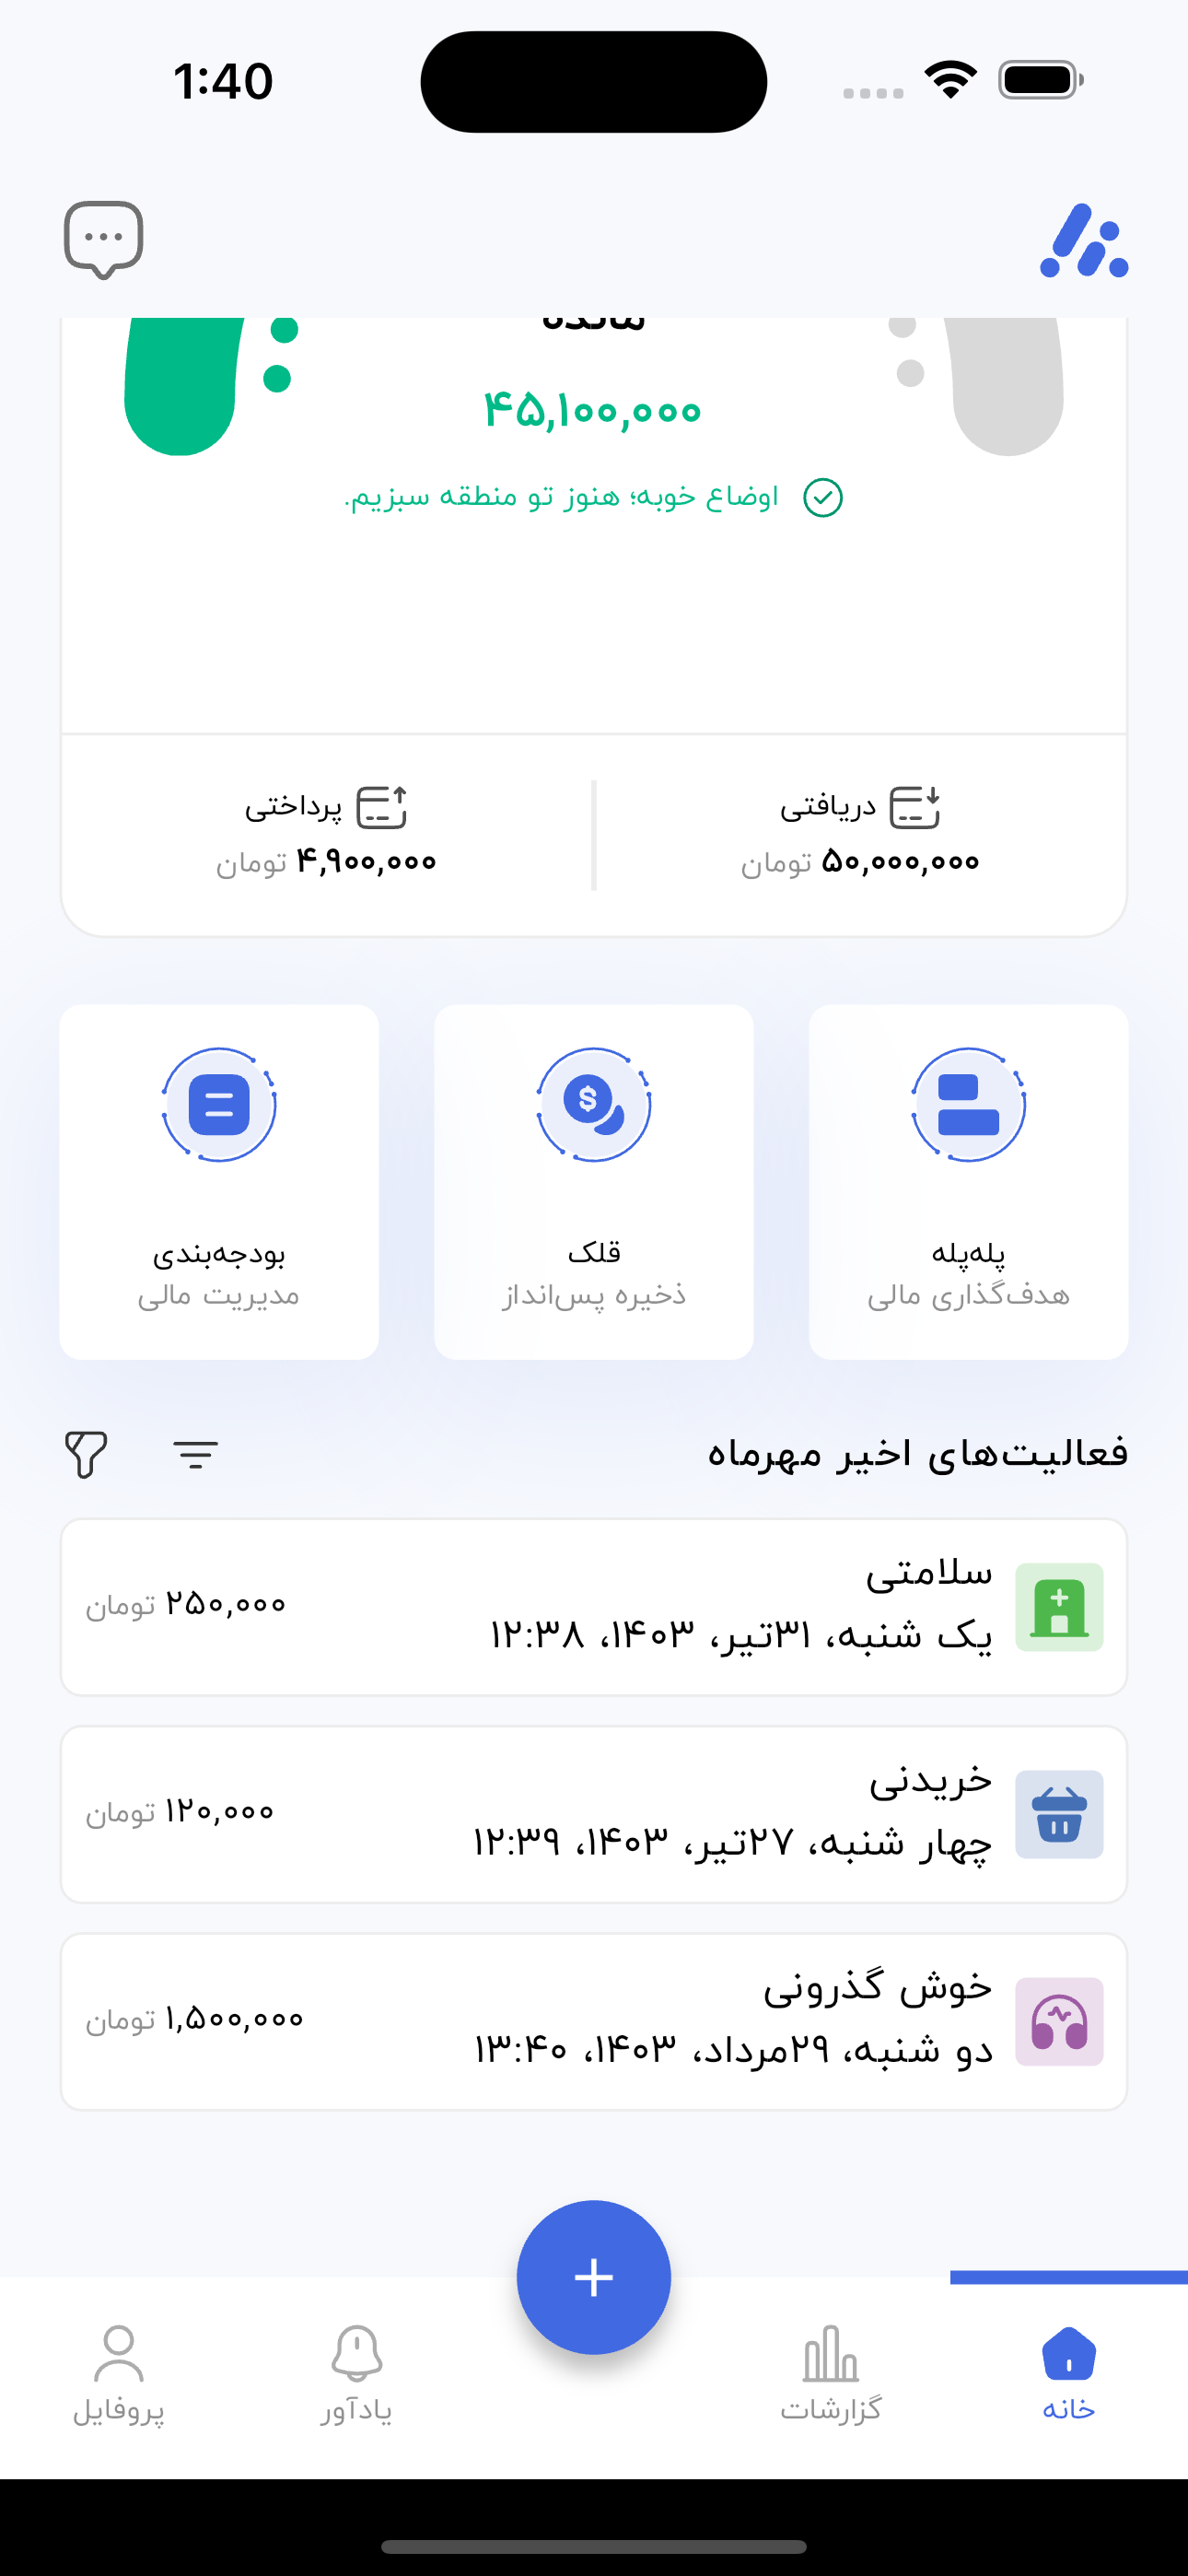 1:40
مانده
۴۵,۱۰۰,۰۰۰
اوضاع خوبه؛ هنوز تو منطقه سبزیم.
دریافتی
۵۰,۰۰۰,۰۰۰ تومان
پرداختی
۴,۹۰۰,۰۰۰ تومان
پله‌پله
هدف‌گذاری مالی
قلک
ذخیره پس‌انداز
بودجه‌بندی
مدیریت مالی
فعالیت‌های اخیر مهرماه
سلامتی
یک شنبه، ۳۱تیر، ۱۴۰۳، ۱۲:۳۸
۲۵۰,۰۰۰ تومان
خریدنی
چهار شنبه، ۲۷تیر، ۱۴۰۳، ۱۲:۳۹
۱۲۰,۰۰۰ تومان
خوش گذرونی
دو شنبه، ۲۹مرداد، ۱۴۰۳، ۱۳:۴۰
۱,۵۰۰,۰۰۰ تومان
خانه
گزارشات
یادآور
پروفایل